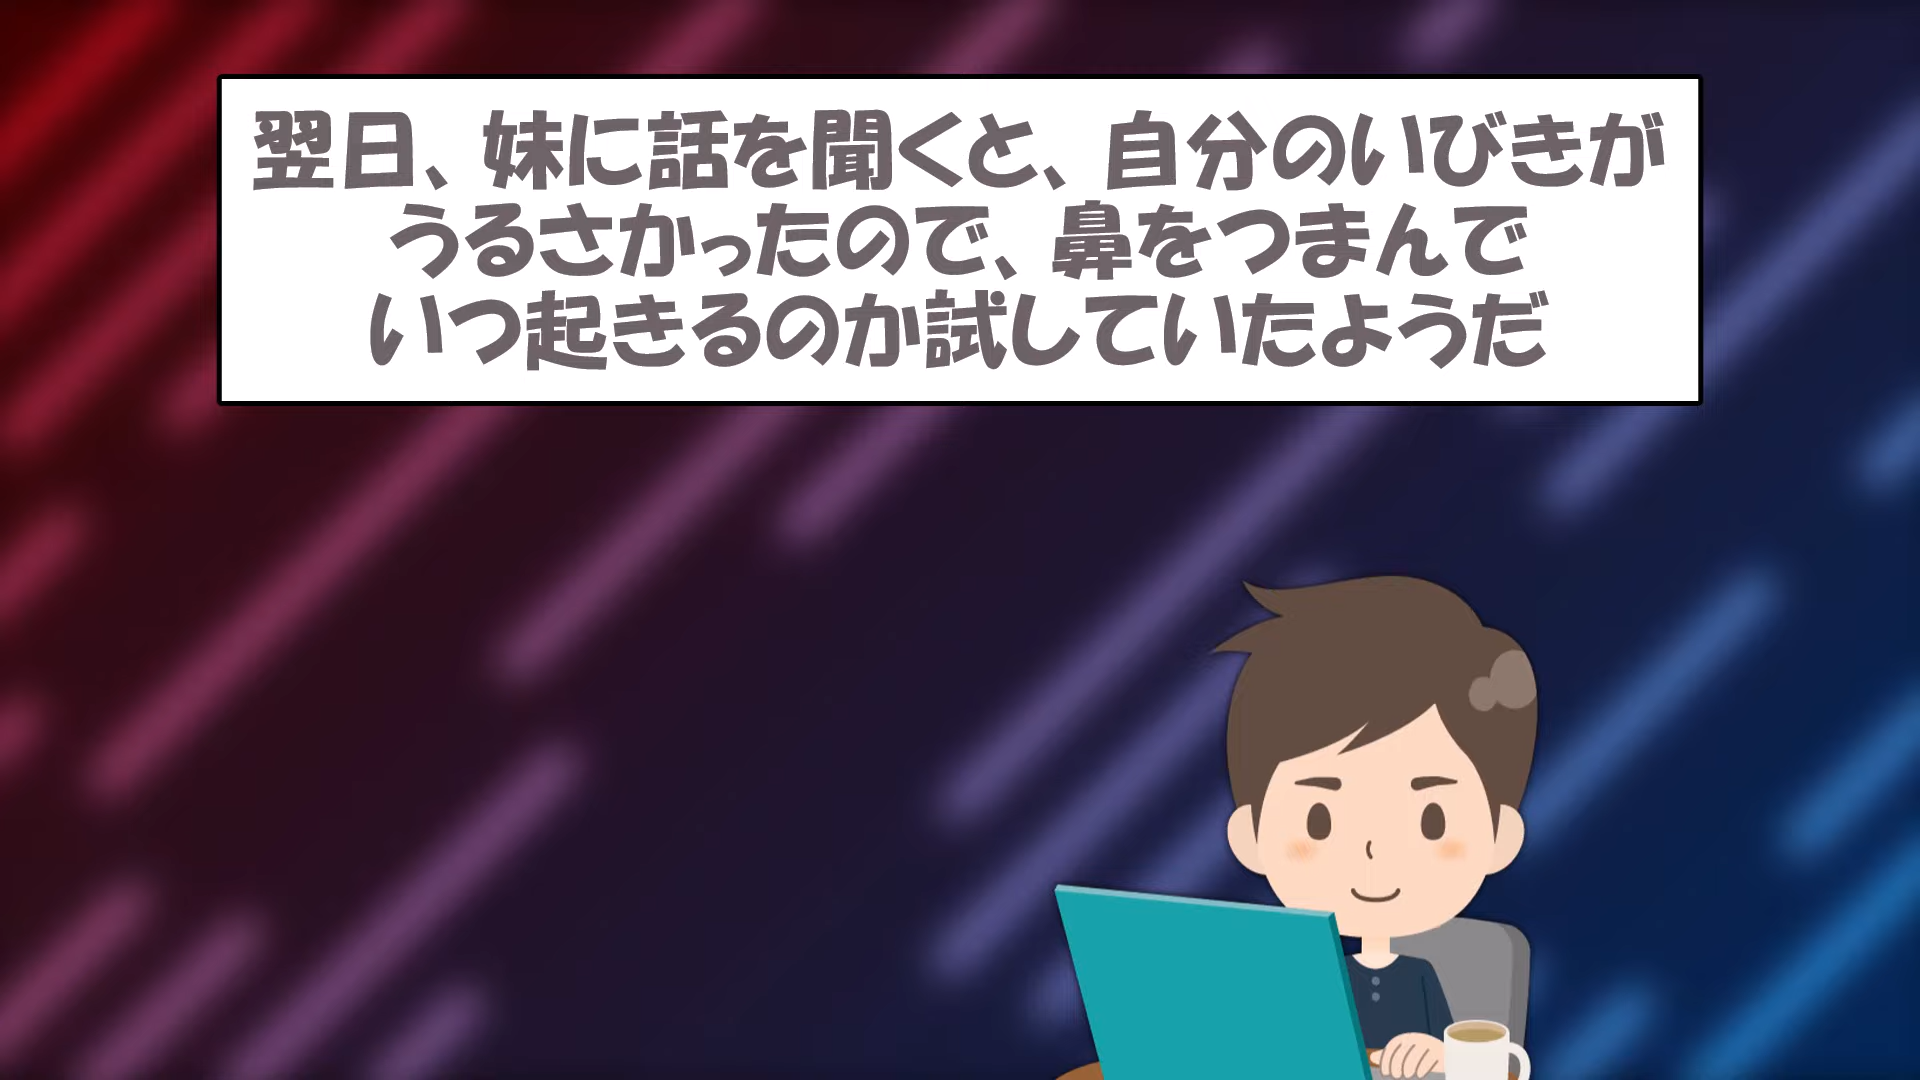 翌日、妹に話を聞くと、自分のいびきが
うるさかったので、鼻をつまんで
いつ起きるのか試していたようだ